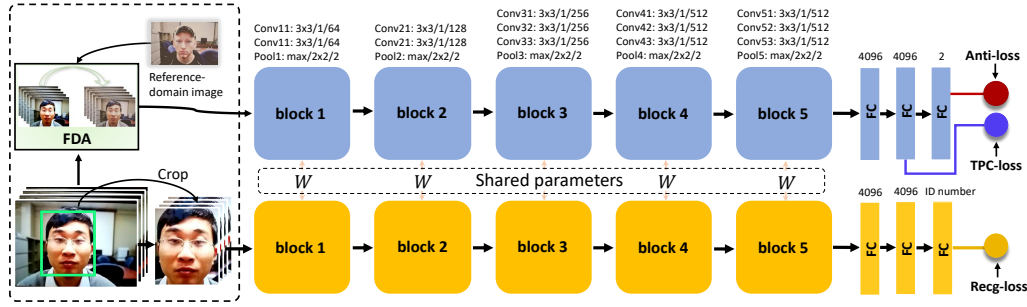 Conv11: 3x3/1/64
Conv11: 3x3/1/64
Pool1: max/2x2/2
Conv21: 3x3/1/128
Conv21: 3x3/1/128
Pool2: max/2x2/2
Conv31: 3x3/1/256
Conv32: 3x3/1/256
Conv33: 3x3/1/256
Pool3: max/2x2/2
Conv41: 3x3/1/512
Conv42: 3x3/1/512
Conv43: 3x3/1/512
Pool4: max/2x2/2
Conv51: 3x3/1/512
Conv52: 3x3/1/512
Conv53: 3x3/1/512
Pool5: max/2x2/2
Reference-
domain image
FDA
Crop
block 1
block 2
block 3
block 4
block 5
4096
4096
2
FC
FC
FC
Anti-loss
TPC-loss
W
W
Shared parameters
W
W
block 1
block 2
block 3
block 4
block 5
4096
4096
ID number
FC
FC
FC
Recg-loss